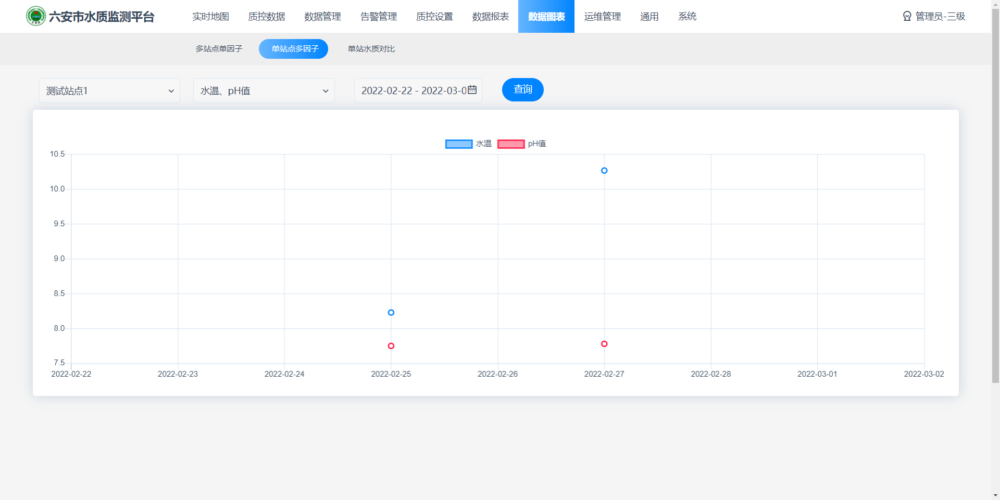 六安市水质监测平台 实时地图 质控数据 数据管理 告警管理 质控设置 数据报表 数据图表 运维管理 通用 系统 管理员-三级
多站点单因子 单站点多因子 单站水质对比
测试站点1 水温、pH值 2022-02-22 - 2022-03-0 查询
水温 pH值
10.5
10.0
9.5
9.0
8.5
8.0
7.5
2022-02-22 2022-02-23 2022-02-24 2022-02-25 2022-02-26 2022-02-27 2022-02-28 2022-03-01 2022-03-02